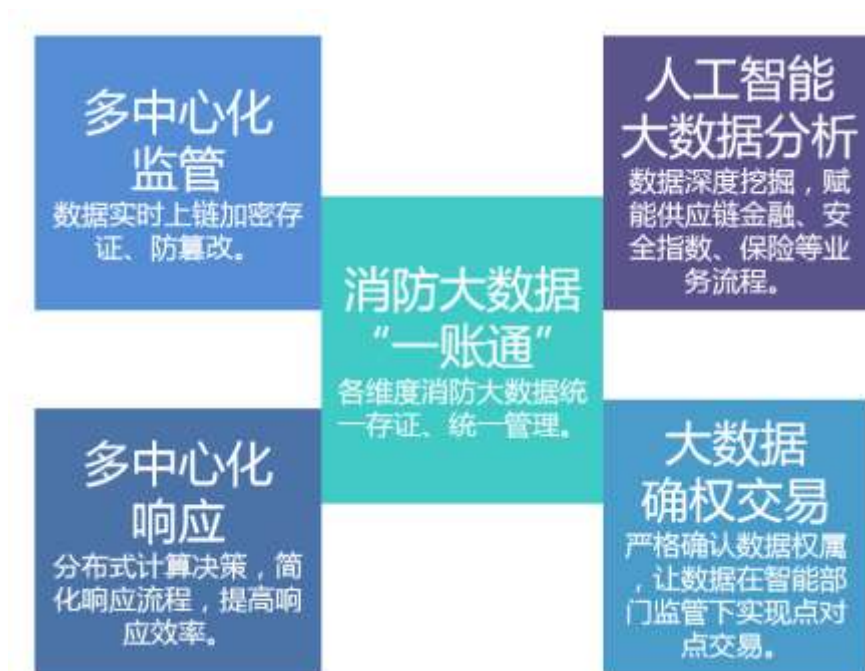 多中心化
监管
数据实时上链加密存
证、防篡改。
人工智能
大数据分析
数据深度挖掘，赋
能供应链金融、安
全指数、保险等业
务流程。
消防大数据
“一账通”
各维度消防大数据统
一存证、统一管理。
多中心化
响应
分布式计算决策，简
化响应流程，提高响
应效率。
大数据
确权交易
严格确认数据权属
，让数据在智能部
门监管下实现点对
点交易。